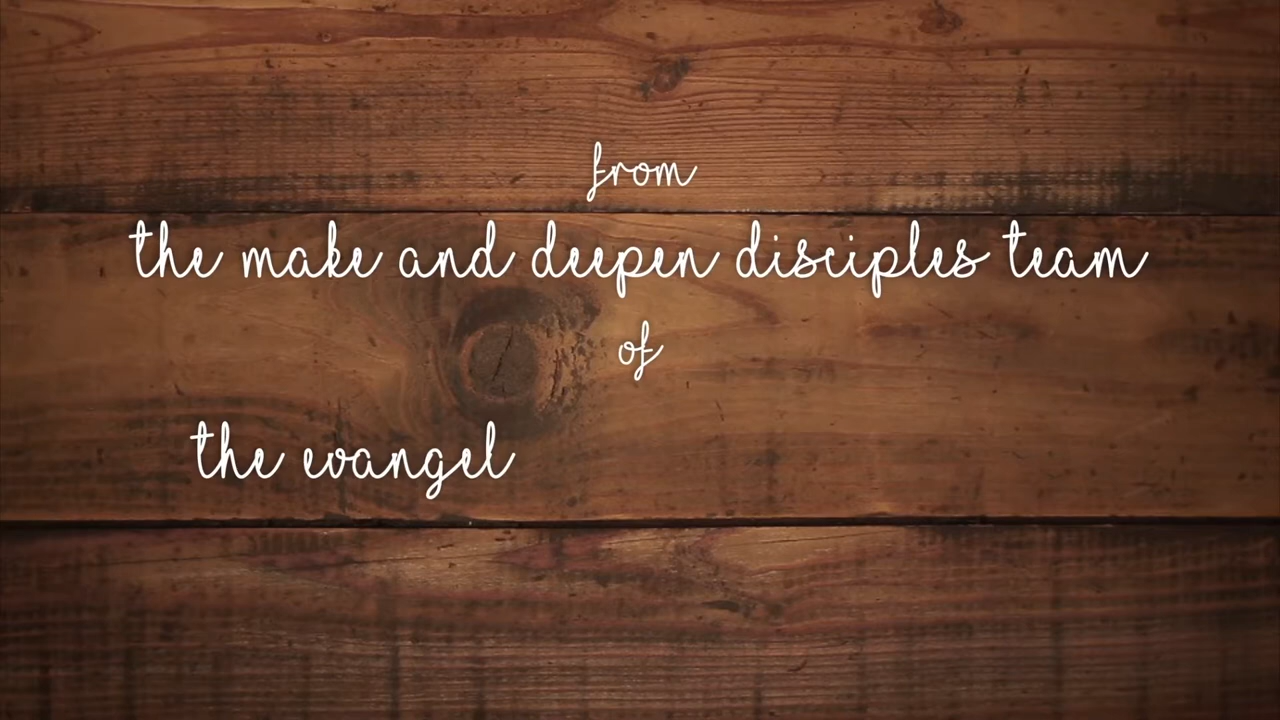 from
the make and deepen disciples team
of
the evangel